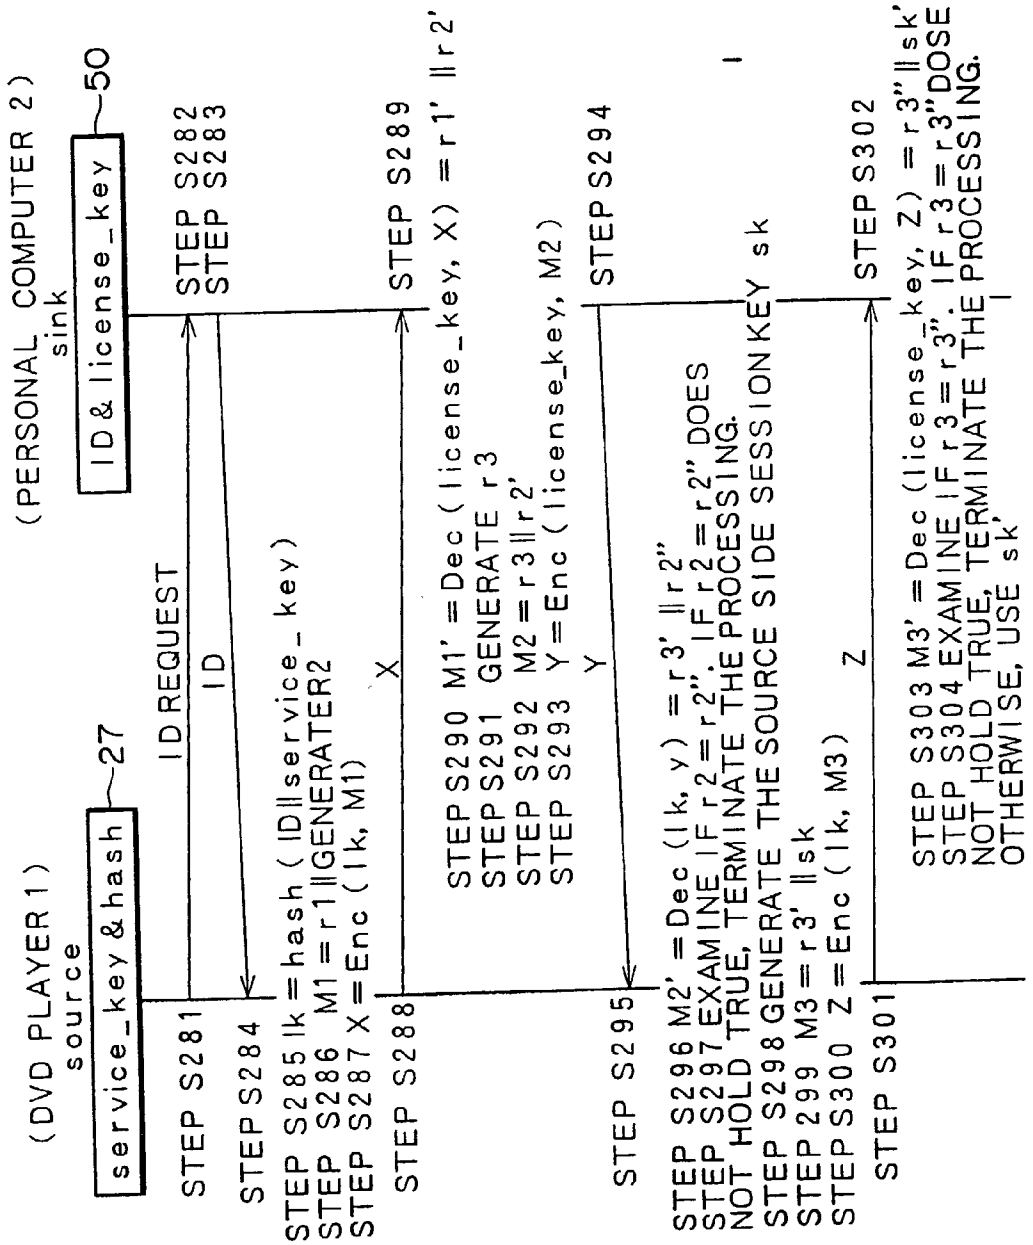 (DVD PLAYER 1)
source
service_key & hash
27
(PERSONAL COMPUTER 2)
sink
ID & license_key
50
STEP S281
ID REQUEST
STEP S282
STEP S283
ID
STEP S284
STEP S285 lk = hash (ID || service_key)
STEP S286 M1 = r1 || GENERATER2
STEP S287 X = Enc (lk, M1)
STEP S288
X
STEP S289
STEP S290 M1' = Dec (license_key, X) = r1' || r2'
STEP S291 GENERATE r3
STEP S292 M2 = r3 || r2'
STEP S293 Y = Enc (license_key, M2)
STEP S294
Y
STEP S295
STEP S296 M2' = Dec (lk, y) = r3' || r2"
STEP S297 EXAMINE IF r2 = r2". IF r2 = r2" DOES
NOT HOLD TRUE, TERMINATE THE PROCESSING.
STEP S298 GENERATE THE SOURCE SIDE SESSION KEY sk
STEP 299 M3 = r3' || sk
STEP S300 Z = Enc (lk, M3)
STEP S301
Z
STEP S302
STEP S303 M3' = Dec (license_key, Z) = r3" || sk'
STEP S304 EXAMINE IF r3 = r3". IF r3 = r3" DOSE
NOT HOLD TRUE, TERMINATE THE PROCESSING.
OTHERWISE, USE sk'